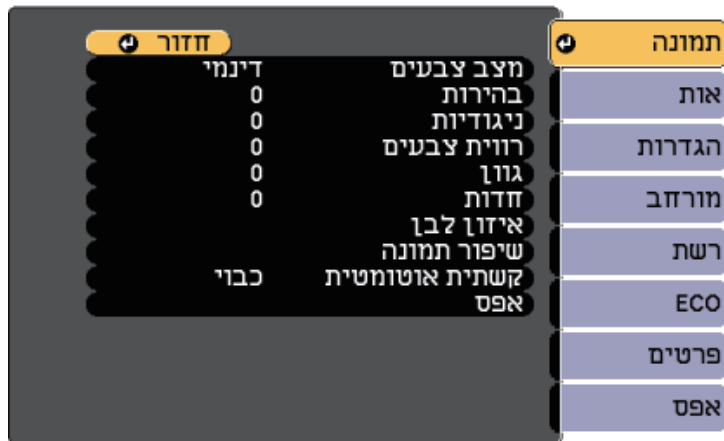 תמונה
אות
הגדרות
מורחב
רשת
ECO
פרטים
אפס
חזור
מצב צבעים דינמי
בהירות 0
ניגודיות 0
רווית צבעים 0
גוון 0
חדות 0
איזון לבן
שיפור תמונה
קשתית אוטומטית כבוי
אפס